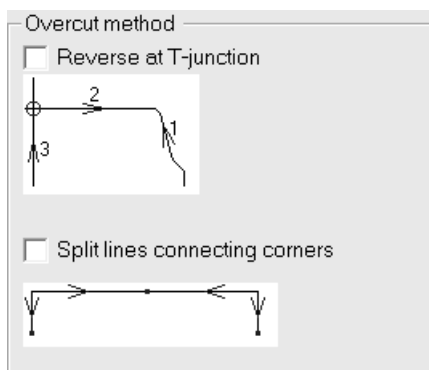 Overcut method
Reverse at T-junction
2
1
3
Split lines connecting corners